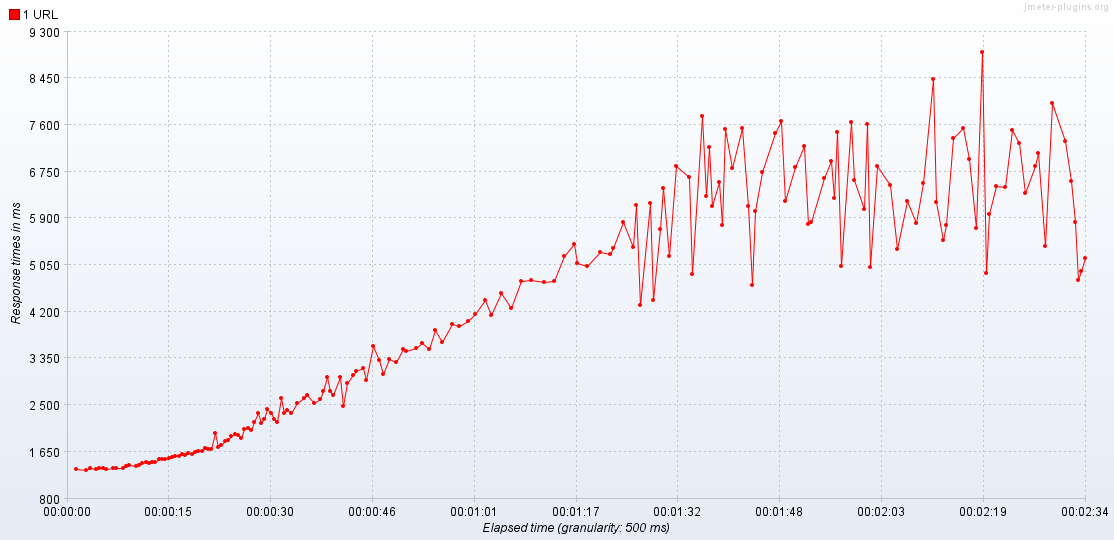 jmeter-plugins.org
1 URL
9 300
8 450
7 600
6 750
5 900
5 050
4 200
3 350
2 500
1 650
800
Response times in ms
00:00:00 00:00:15 00:00:30 00:00:46 00:01:01 00:01:17 00:01:32 00:01:48 00:02:03 00:02:19 00:02:34
Elapsed time (granularity: 500 ms)